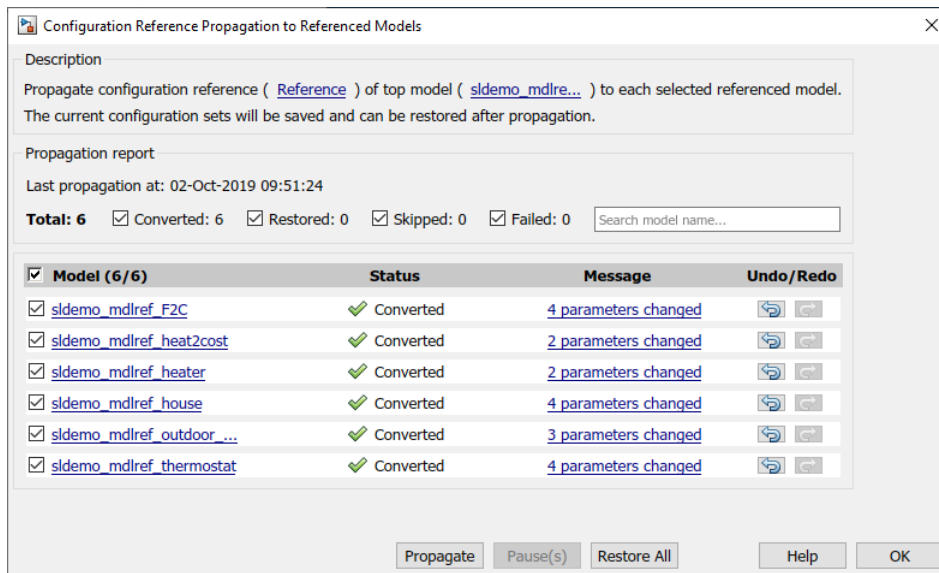 Configuration Reference Propagation to Referenced Models
Description
Propagate configuration reference ( Reference ) of top model ( sldemo_mdlre... ) to each selected referenced model.
The current configuration sets will be saved and can be restored after propagation.
Propagation report
Last propagation at: 02-Oct-2019 09:51:24
Total: 6 Converted: 6 Restored: 0 Skipped: 0 Failed: 0 Search model name...
Model (6/6) Status Message Undo/Redo
sldemo_mdlref_F2C Converted 4 parameters changed
sldemo_mdlref_heat2cost Converted 2 parameters changed
sldemo_mdlref_heater Converted 2 parameters changed
sldemo_mdlref_house Converted 4 parameters changed
sldemo_mdlref_outdoor_... Converted 3 parameters changed
sldemo_mdlref_thermostat Converted 4 parameters changed
Propagate Pause(s) Restore All Help OK